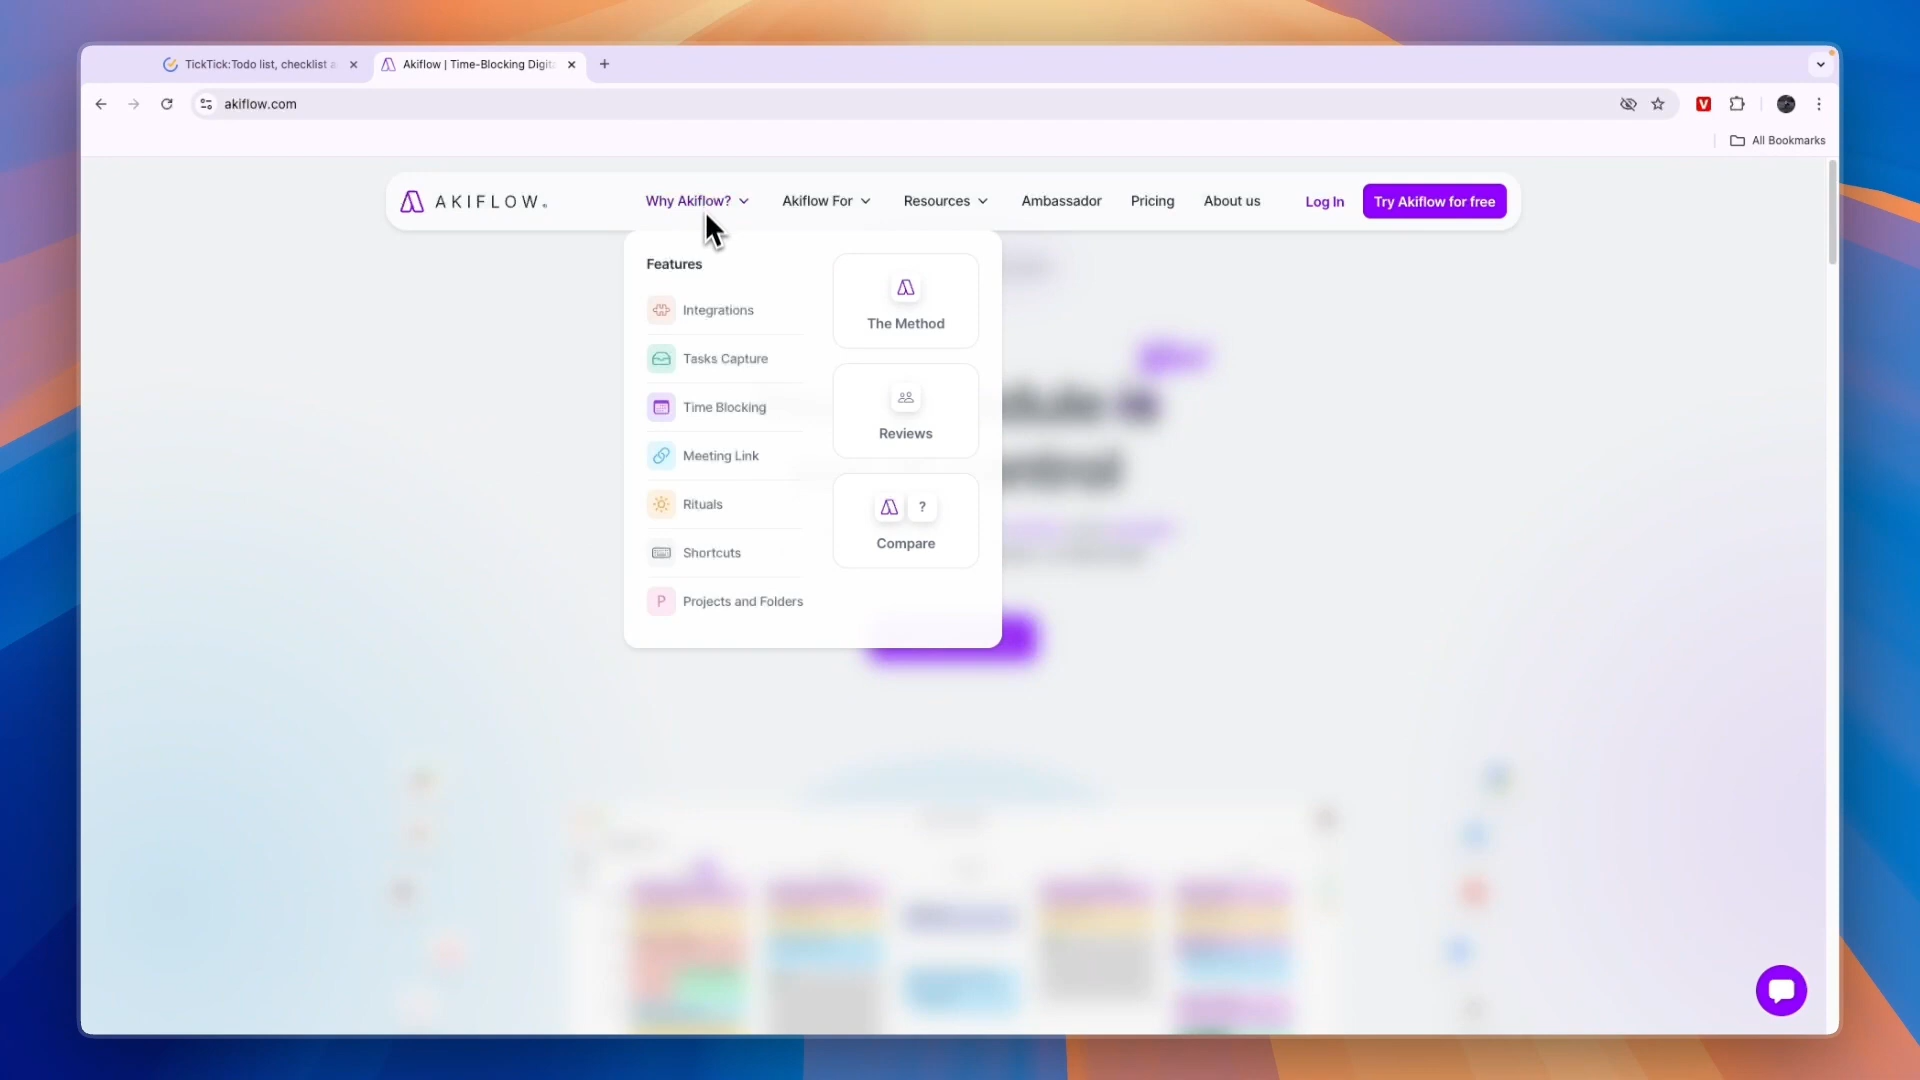 TickTick:Todo list, checklist a
Akiflow | Time-Blocking Digit
akiflow.com
V
All Bookmarks
AKIFLOW
Why Akiflow?
Akiflow For
Resources
Ambassador
Pricing
About us
Log In
Try Akiflow for free
Features
Integrations
Tasks Capture
Time Blocking
Meeting Link
Rituals
Shortcuts
P Projects and Folders
The Method
Reviews
?
Compare